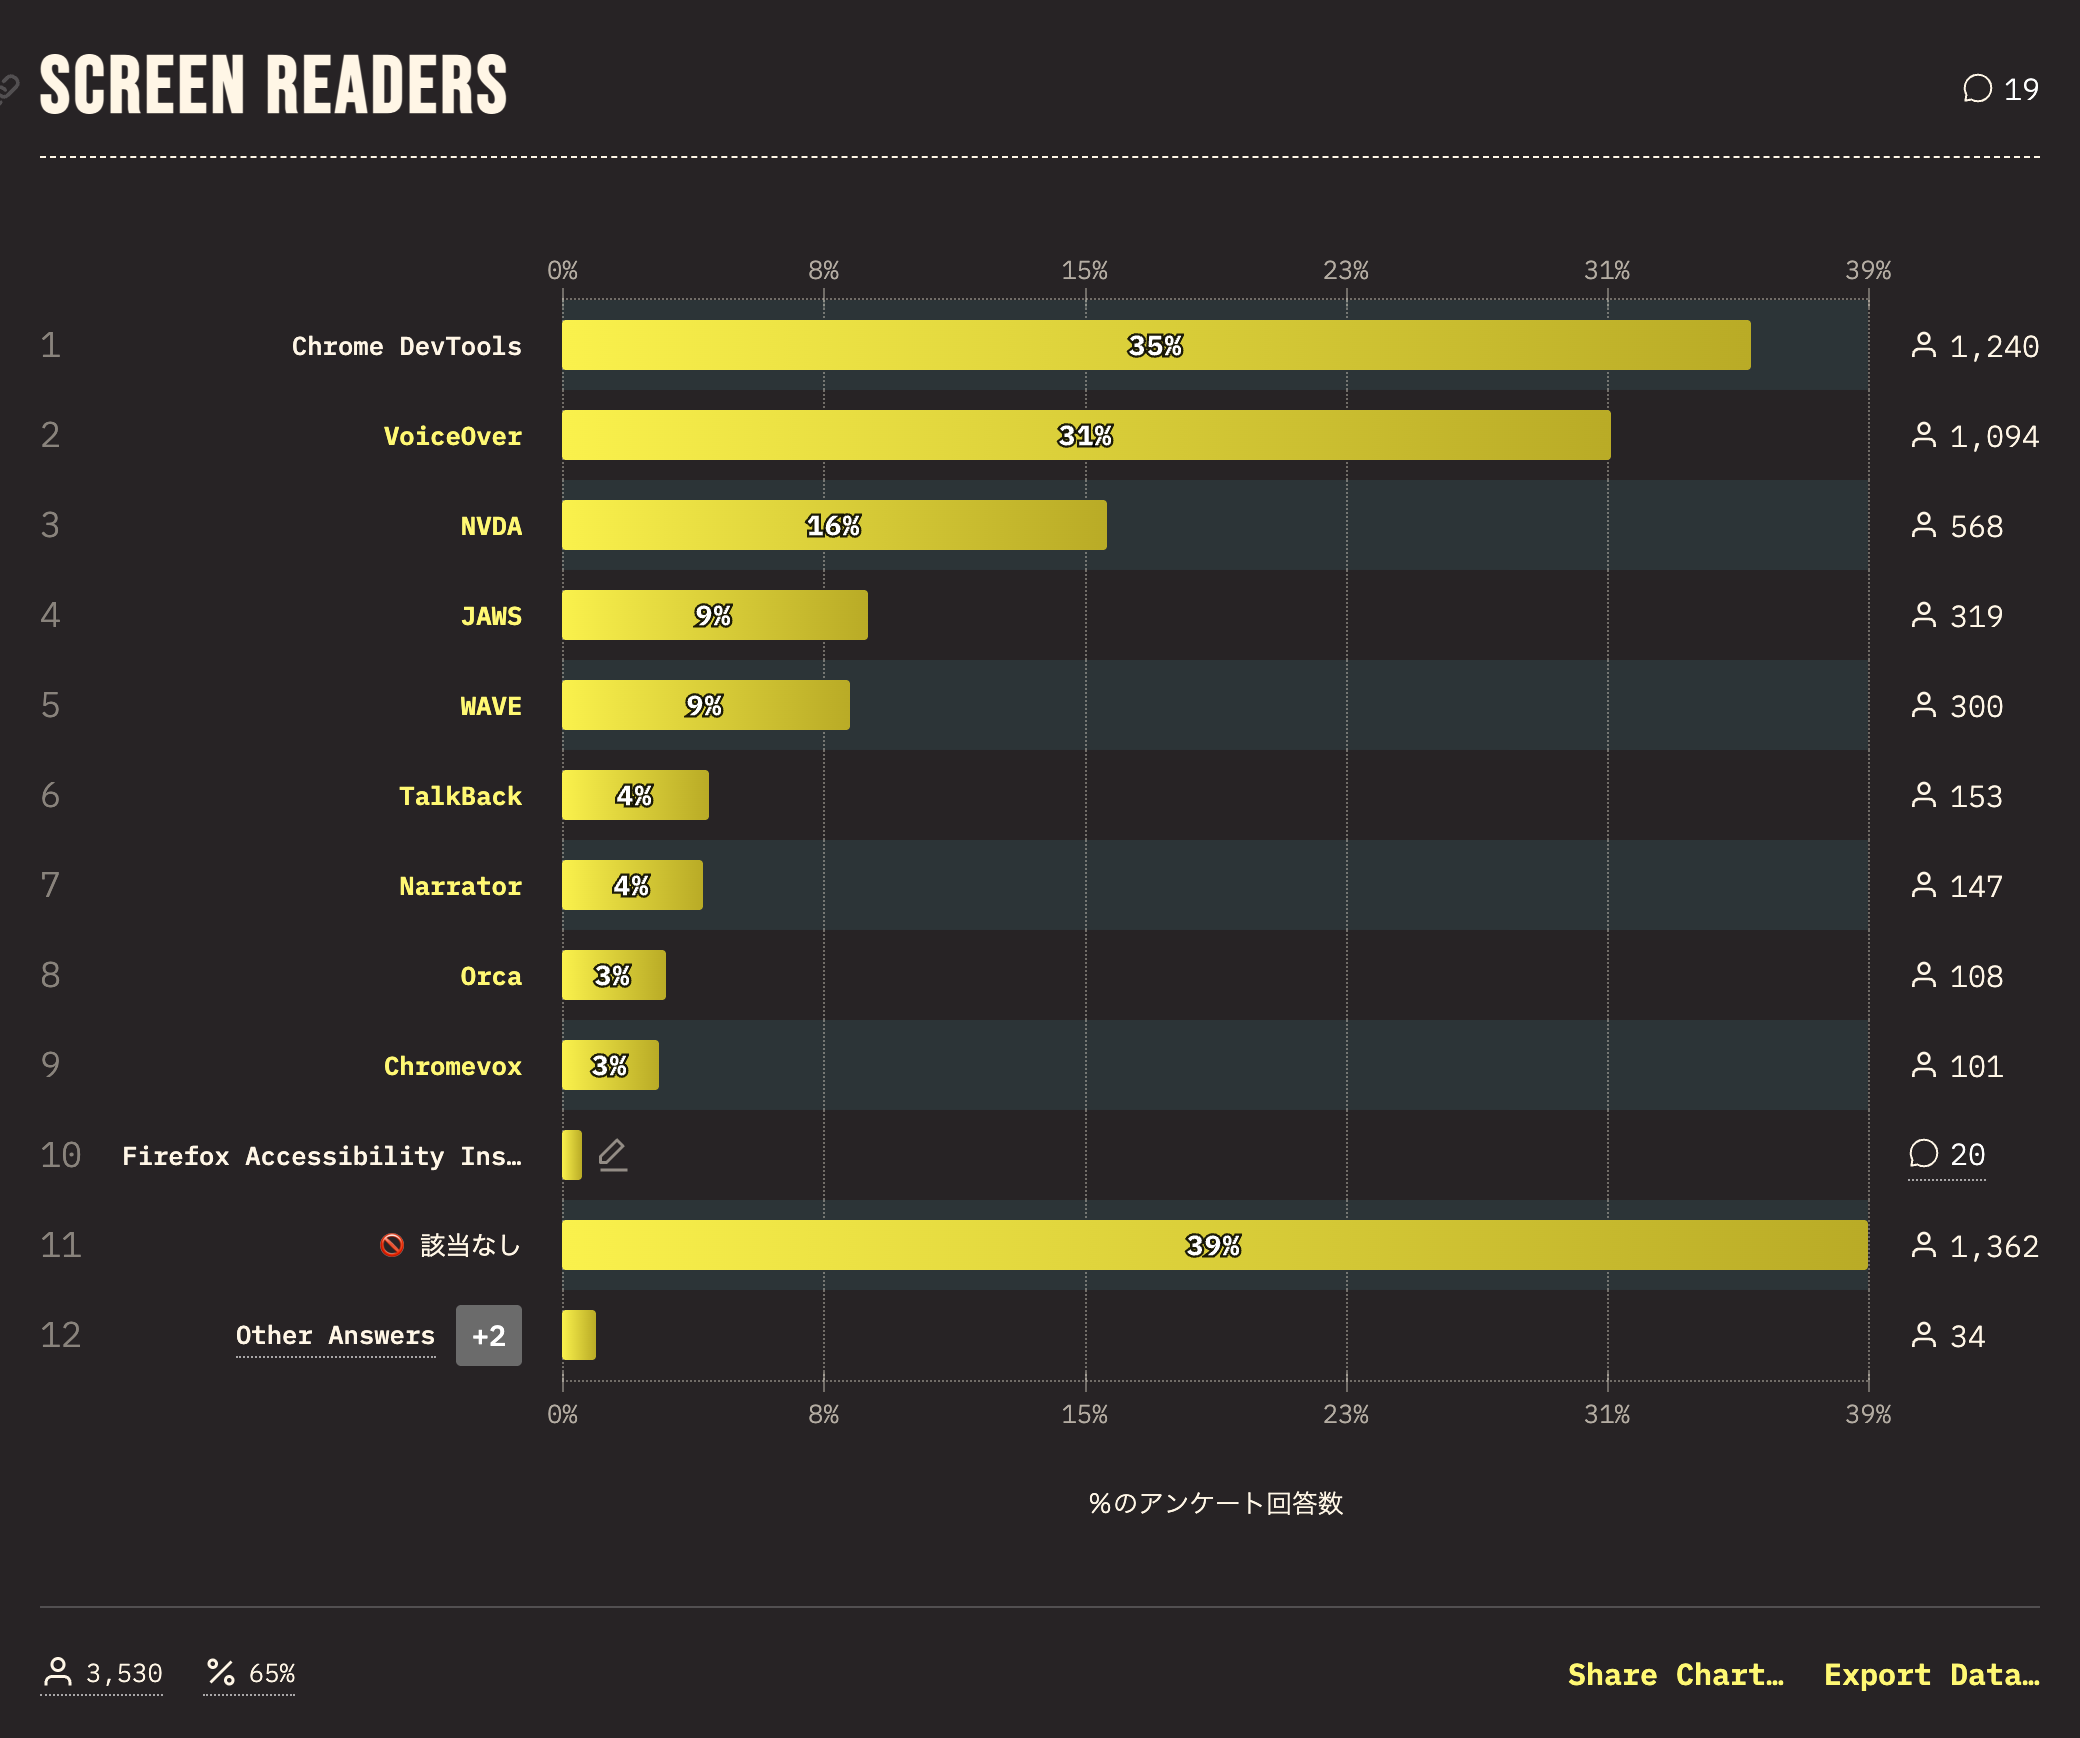 SCREEN READERS
19
0% 8% 15% 23% 31% 39%
1 Chrome DevTools 35% 1,240
2 VoiceOver 31% 1,094
3 NVDA 16% 568
4 JAWS 9% 319
5 WAVE 9% 300
6 TalkBack 4% 153
7 Narrator 4% 147
8 Orca 3% 108
9 Chromevox 3% 101
10 Firefox Accessibility Ins… 20
11 🚫 該当なし 39% 1,362
12 Other Answers +2 34
0% 8% 15% 23% 31% 39%
%のアンケート回答数
3,530 65% Share Chart… Export Data…